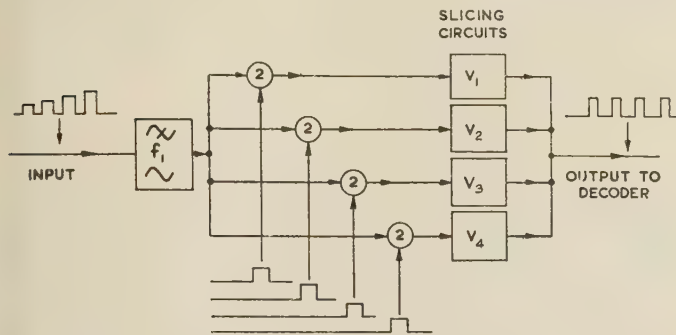 SLICING
CIRCUITS
2
V1
2
V2
f1
INPUT
2
V3
OUTPUT TO
DECODER
2
V4